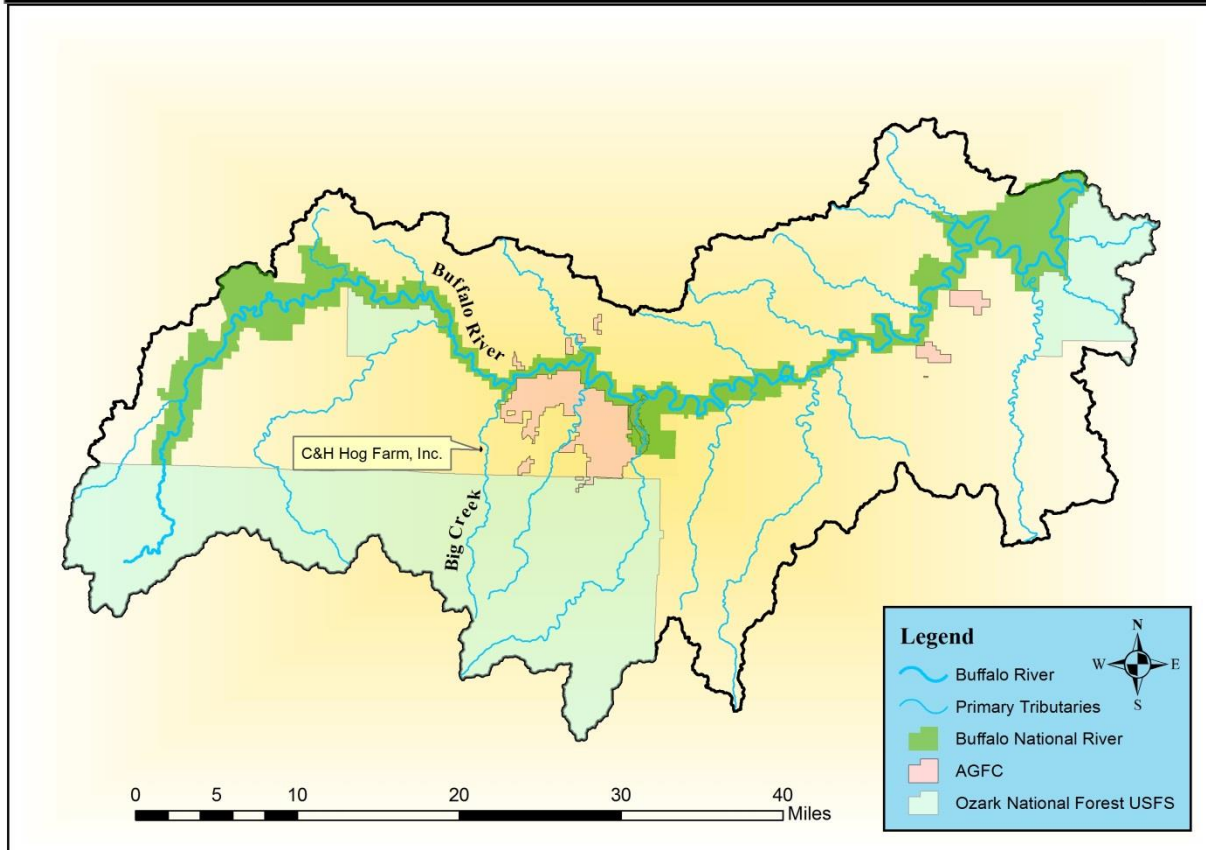 Buffalo River
C&H Hog Farm, Inc.
Big Creek
Legend
N
W E
S
Buffalo River
Primary Tributaries
Buffalo National River
AGFC
Ozark National Forest USFS
0 5 10 20 30 40
Miles